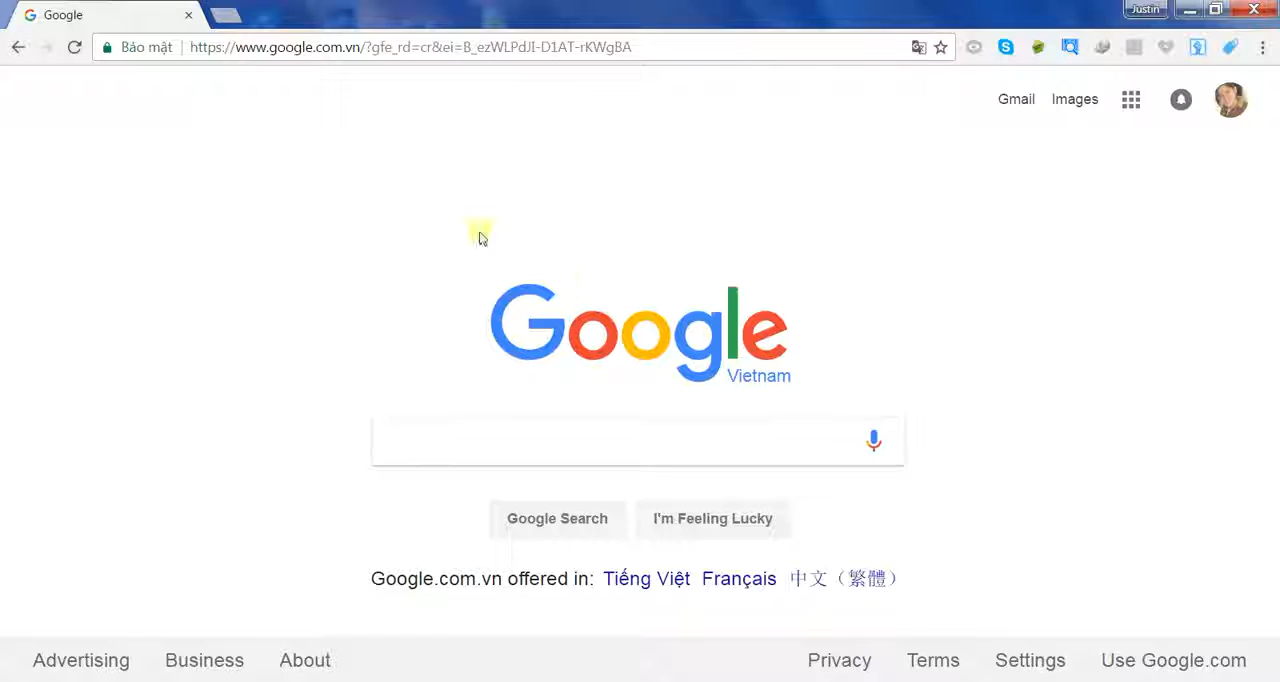 Google
Justin
Bảo mật
https://www.google.com.vn/?gfe_rd=cr&ei=B_ezWLPdJI-D1AT-rKWgBA
Gmail Images
Google
Vietnam
Google Search I'm Feeling Lucky
Google.com.vn offered in: Tiếng Việt Français 中文（繁體）
Advertising Business About Privacy Terms Settings Use Google.com